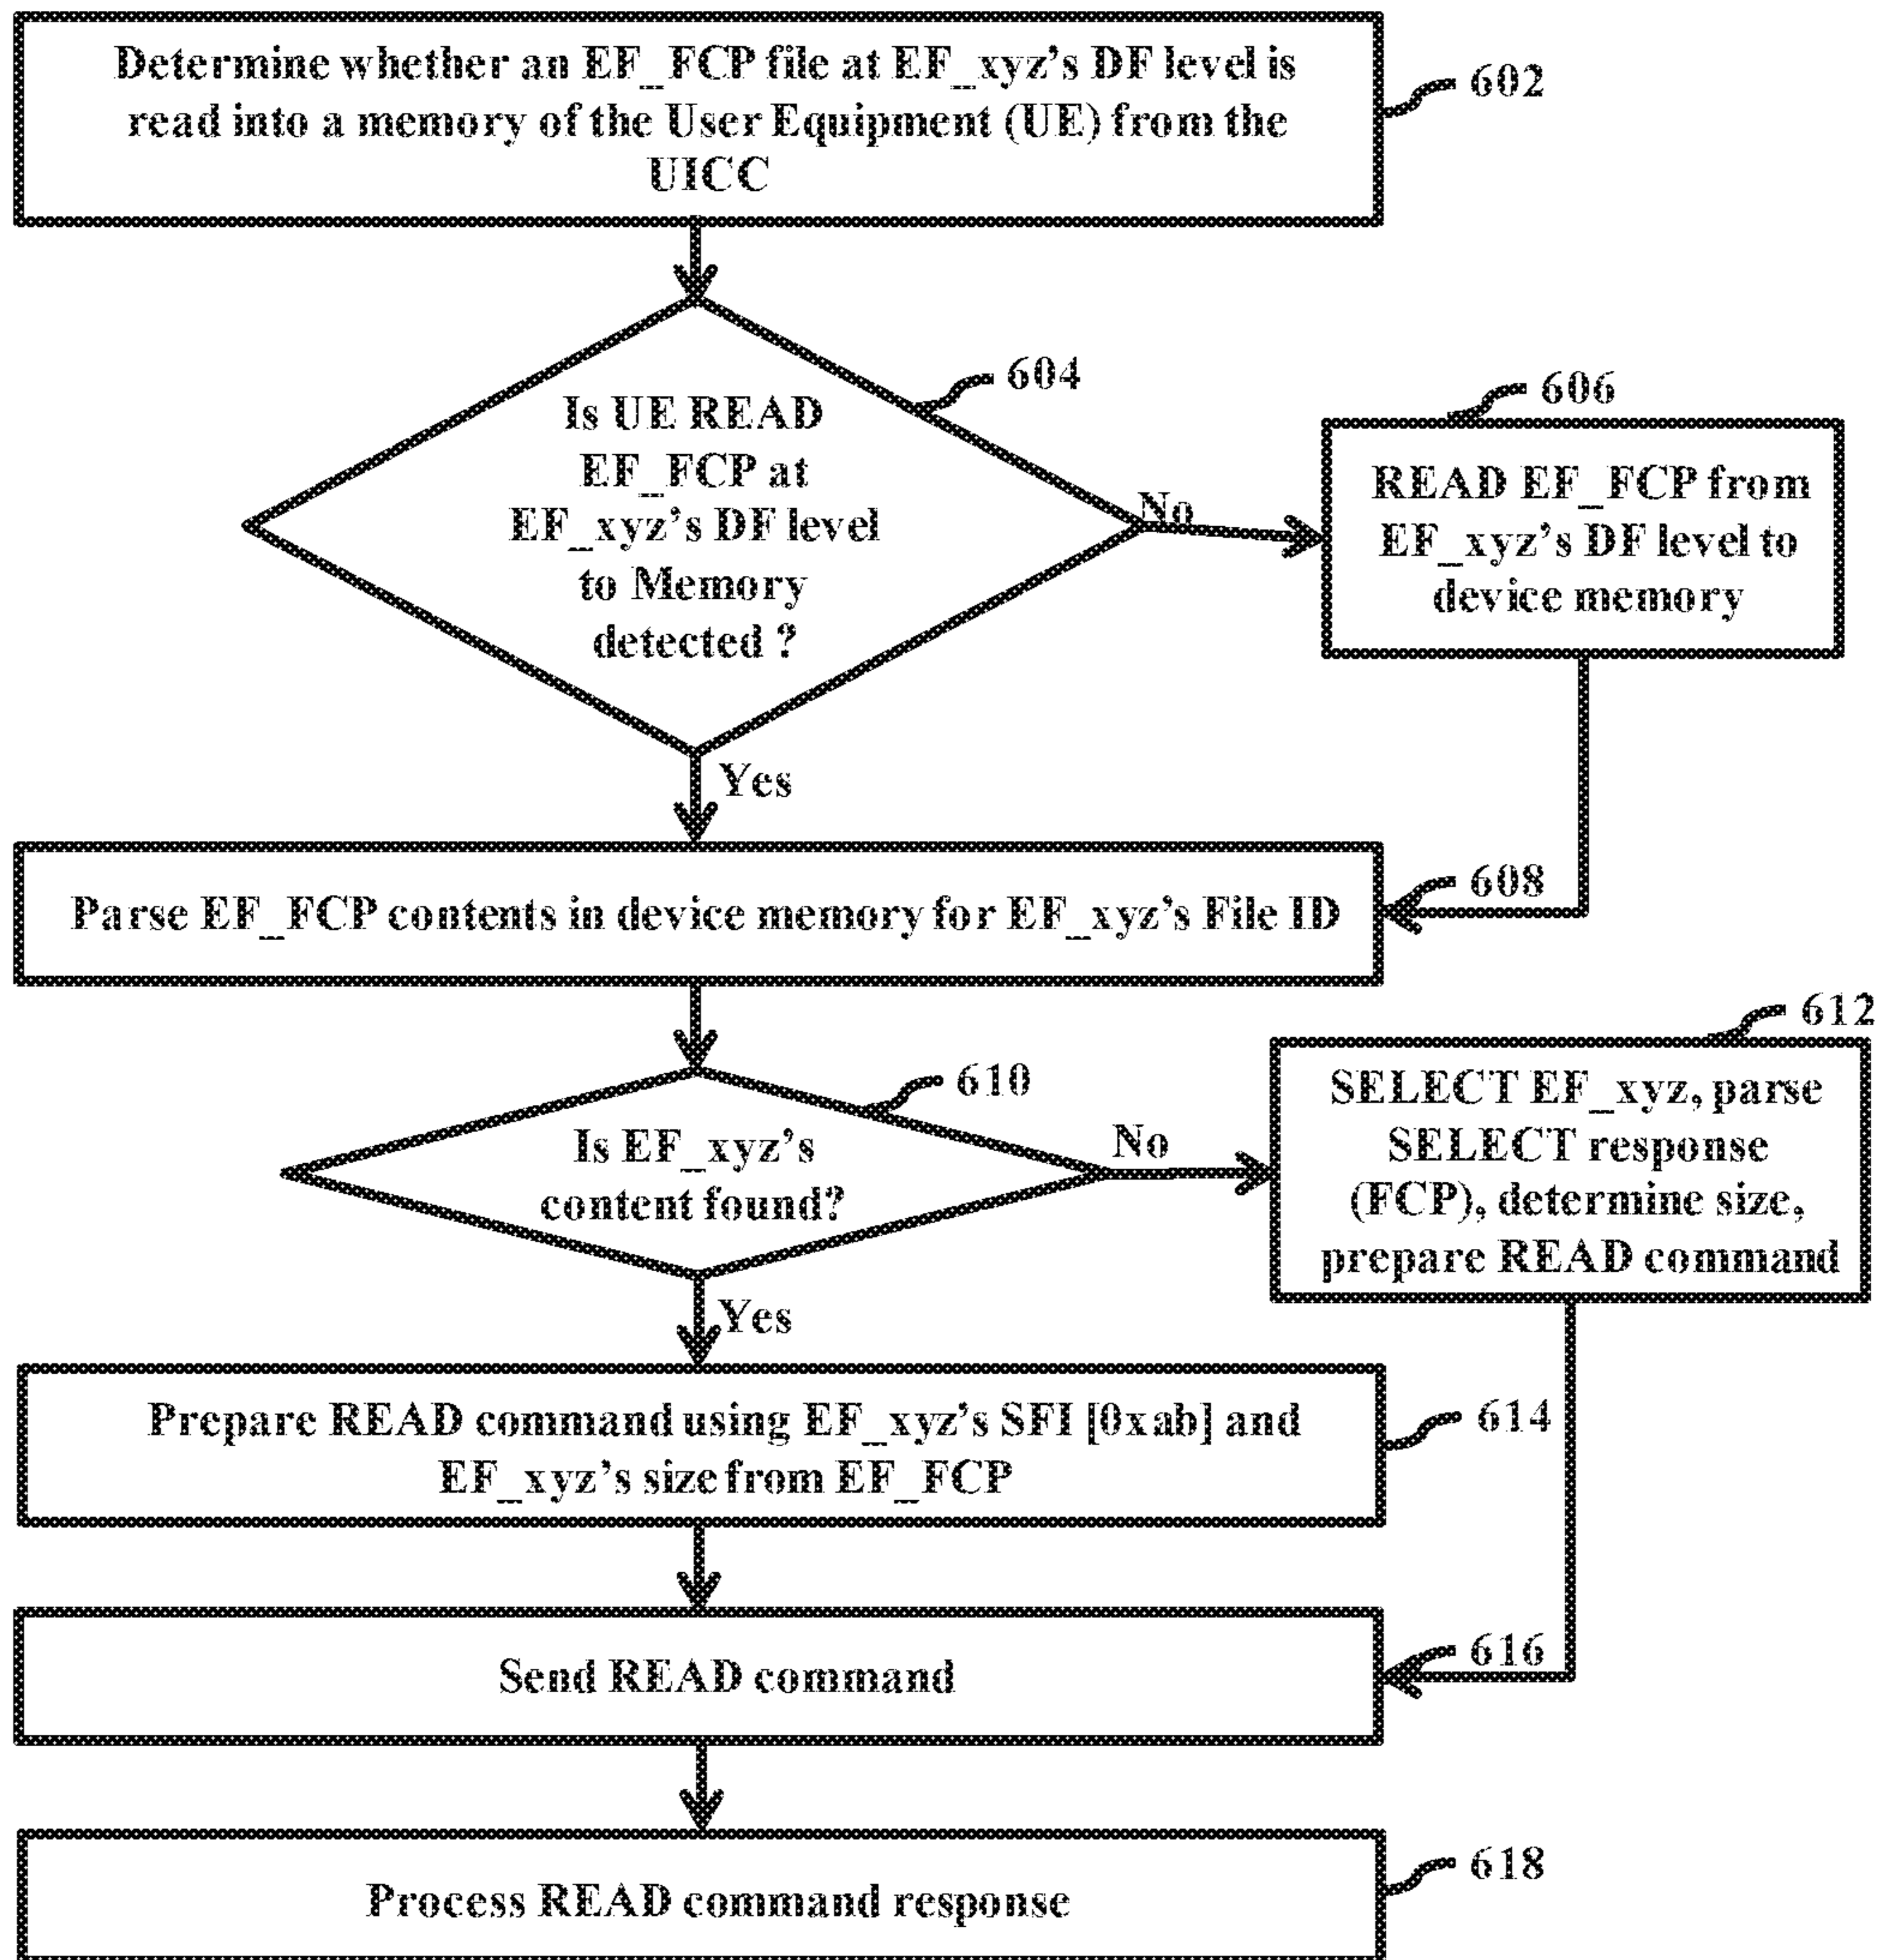 Determine whether an EF_FCP file at EF_xyz's DF level is
read into a memory of the User Equipment (UE) from the
UICC
602
604
Is UE READ
EF_FCP at
EF_xyz's DF level
to Memory
detected ?
No
606
READ EF_FCP from
EF_xyz's DF level to
device memory
Yes
Parse EF_FCP contents in device memory for EF_xyz's File ID
608
610
Is EF_xyz's
content found?
No
612
SELECT EF_xyz, parse
SELECT response
(FCP), determine size,
prepare READ command
Yes
Prepare READ command using EF_xyz's SFI [0xab] and
EF_xyz's size from EF_FCP
614
Send READ command
616
Process READ command response
618